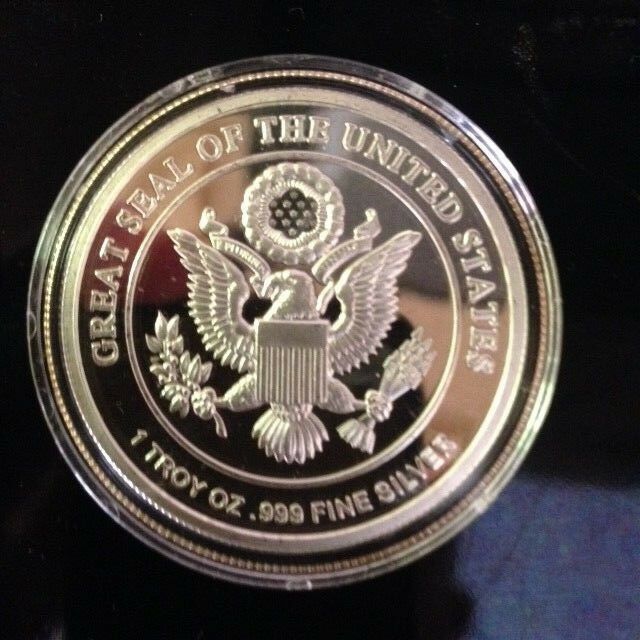 GREAT SEAL OF THE UNITED STATES
1 TROY OZ .999 FINE SILVER